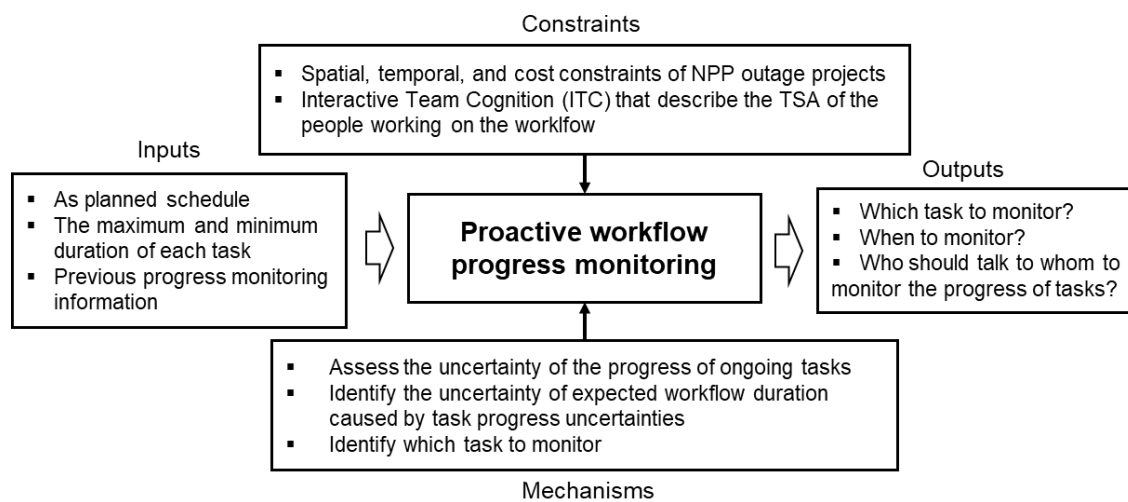 Constraints
▪ Spatial, temporal, and cost constraints of NPP outage projects
▪ Interactive Team Cognition (ITC) that describe the TSA of the
people working on the worklfow
Inputs
▪ As planned schedule
▪ The maximum and minimum
duration of each task
▪ Previous progress monitoring
information
Proactive workflow
progress monitoring
Outputs
▪ Which task to monitor?
▪ When to monitor?
▪ Who should talk to whom to
monitor the progress of tasks?
▪ Assess the uncertainty of the progress of ongoing tasks
▪ Identify the uncertainty of expected workflow duration
caused by task progress uncertainties
▪ Identify which task to monitor
Mechanisms